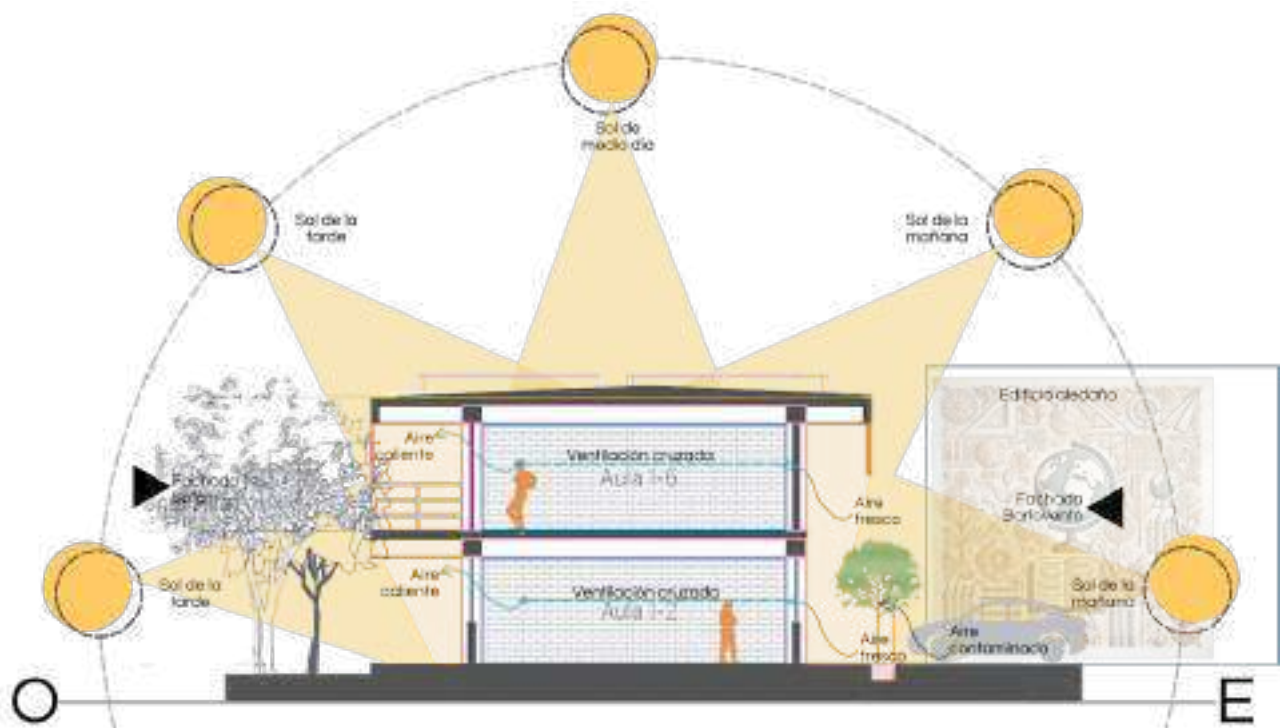 Sol de
medio día
Sol de la
tarde
Sol de la
mañana
Edificio aledaño
Aire
caliente
Ventilación cruzada
Aula 1-6
Fachada
Aire
fresco
Fachada
Barlovento
Sol de la
tarde
Aire
caliente
Ventilación cruzada
Aula 1-2
Sol de la
mañana
Aire
fresco
Aire
contaminado
O
E